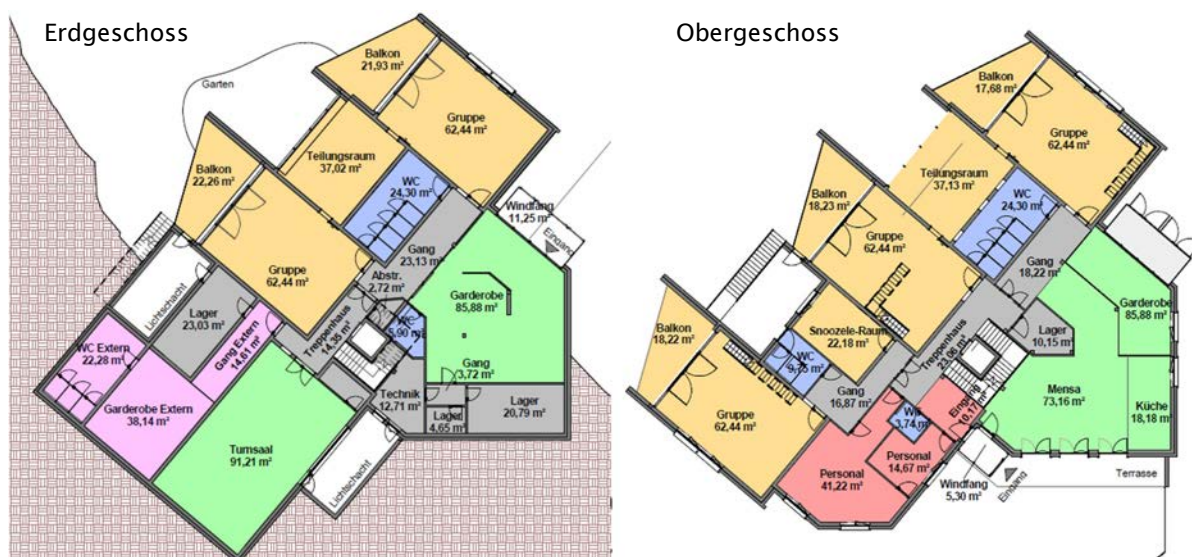 Erdgeschoss
Balkon
21,93 m²
Garten
Gruppe
62,44 m²
Teilungsraum
37,02 m²
Balkon
22,26 m²
WC
24,30 m²
Windfang
11,25 m²
Eingang
Gang
23,13 m²
Gruppe
62,44 m²
Abstr.
2,72 m²
Garderobe
85,88 m²
Lichtschacht
Lager
23,03 m²
Treppenhaus
14,35 m²
WC
5,90 m²
Gang Extern
14,61 m²
WC Extern
22,28 m²
Gang
3,72 m²
Garderobe Extern
38,14 m²
Technik
12,71 m²
Lager
4,65 m²
Lager
20,79 m²
Turnsaal
91,21 m²
Lichtschacht
Obergeschoss
Balkon
17,68 m²
Gruppe
62,44 m²
Teilungsraum
37,13 m²
Balkon
18,23 m²
WC
24,30 m²
Gruppe
62,44 m²
Gang
18,22 m²
Garderobe
85,88 m²
Balkon
18,22 m²
Snoozele-Raum
22,18 m²
Treppenhaus
23,06 m²
Lager
10,15 m²
WC
Gang
16,87 m²
Eingang
10,17 m²
Mensa
73,16 m²
Küche
18,18 m²
Gruppe
62,44 m²
3,74 m²
Personal
14,67 m²
Personal
41,22 m²
Windfang
5,30 m²
Eingang
Terrasse